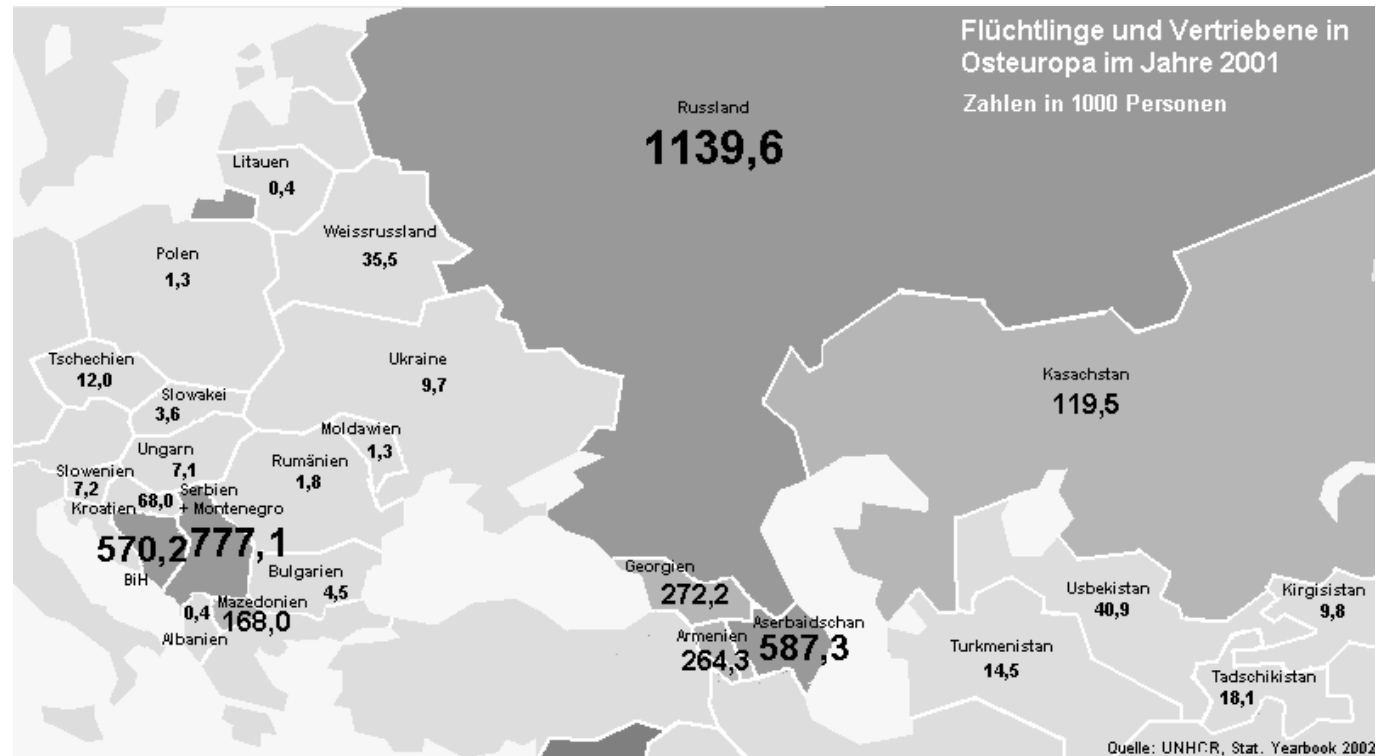 Flüchtlinge und Vertriebene in
Osteuropa im Jahre 2001
Zahlen in 1000 Personen
Russland
1139,6
Litauen
0,4
Weissrussland
35,5
Polen
1,3
Tschechien
12,0
Slowakei
3,6
Ukraine
9,7
Kasachstan
119,5
Moldawien
1,3
Ungarn
7,1
Rumänien
1,8
Slowenien
7,2
Kroatien
68,0
Serbien
+ Montenegro
777,1
570,2
BiH
Bulgarien
4,5
Mazedonien
168,0
0,4
Albanien
Georgien
272,2
Armenien
264,3
Aserbaidschan
587,3
Usbekistan
40,9
Kirgisistan
9,8
Turkmenistan
14,5
Tadschikistan
18,1
Quelle: UNHCR, Stat. Yearbook 2002